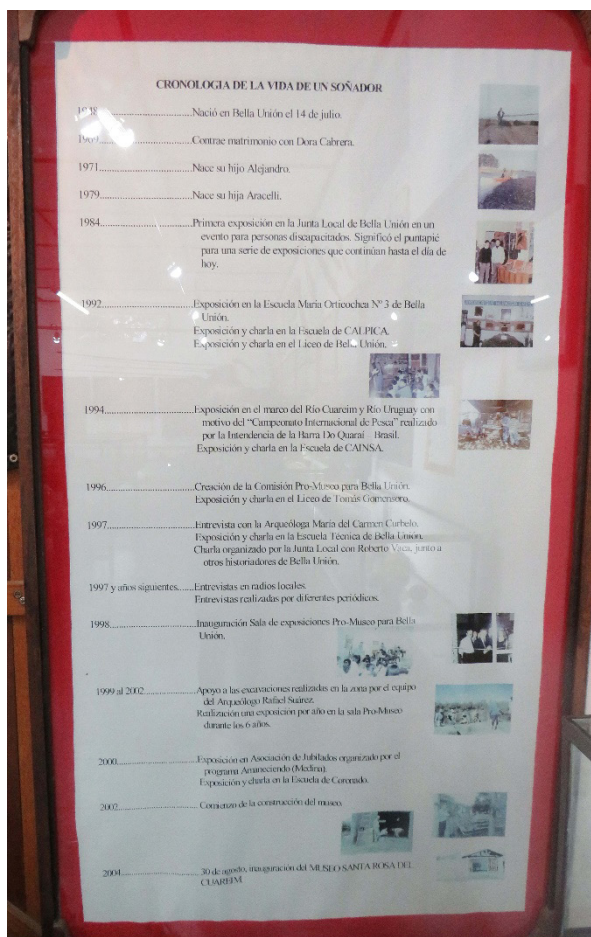 CRONOLOGIA DE LA VIDA DE UN SOÑADOR
1948......................Nació en Bella Unión el 14 de julio.
1969......................Contrae matrimonio con Dora Cabrera.
1971......................Nace su hijo Alejandro.
1979......................Nace su hija Aracelli.
1984......................Primera exposición en la Junta Local de Bella Unión en un
evento para personas discapacitados. Significó el puntapié
para una serie de exposiciones que continúan hasta el día de
hoy.
1992......................Exposición en la Escuela María Orticochea Nº 3 de Bella
Unión.
Exposición y charla en la Escuela de CALPICA.
Exposición y charla en el Liceo de Bella Unión.
1994......................Exposición en el marco del Río Cuareim y Río Uruguay con
motivo del “Campeonato Internacional de Pesca” realizado
por la Intendencia de la Barra Do Quaraí Brasil.
Exposición y charla en la Escuela de CAINSA.
1996......................Creación de la Comisión Pro-Museo para Bella Unión.
Exposición y charla en el Liceo de Tomás Gomensoro.
1997......................Entrevista con la Arqueóloga María del Carmen Curbelo.
Exposición y charla en la Escuela Técnica de Bella Unión.
Charla organizado por la Junta Local con Roberto Vaca, junto a
otros historiadores de Bella Unión.
1997 y años siguientes.......Entrevistas en radios locales.
Entrevistas realizadas por diferentes periódicos.
1998......................Inauguración Sala de exposiciones Pro-Museo para Bella
Unión.
1999 al 2002..............Apoyo a las excavaciones realizadas en la zona por el equipo
del Arqueólogo Rafael Suárez.
Realización una exposición por año en la sala Pro-Museo
durante los 6 años.
2000......................Exposición en Asociación de Jubilados organizado por el
programa Amaneciendo (Medina).
Exposición y charla en la Escuela de Coronado.
2002......................Comienzo de la construcción del museo.
2004......................30 de agosto, inauguración del MUSEO SANTA ROSA DEL
CUAREIM.